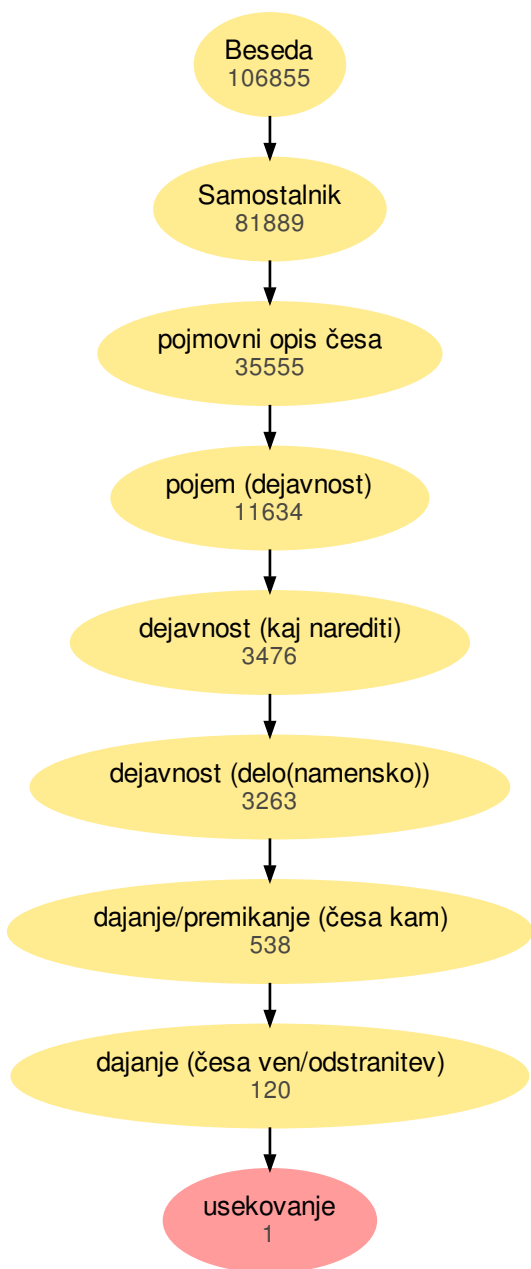 Beseda
106855
Samostalnik
81889
pojmovni opis česa
35555
pojem (dejavnost)
11634
dejavnost (kaj narediti)
3476
dejavnost (delo(namensko))
3263
dajanje/premikanje (česa kam)
538
dajanje (česa ven/odstranitev)
120
usekovanje
1